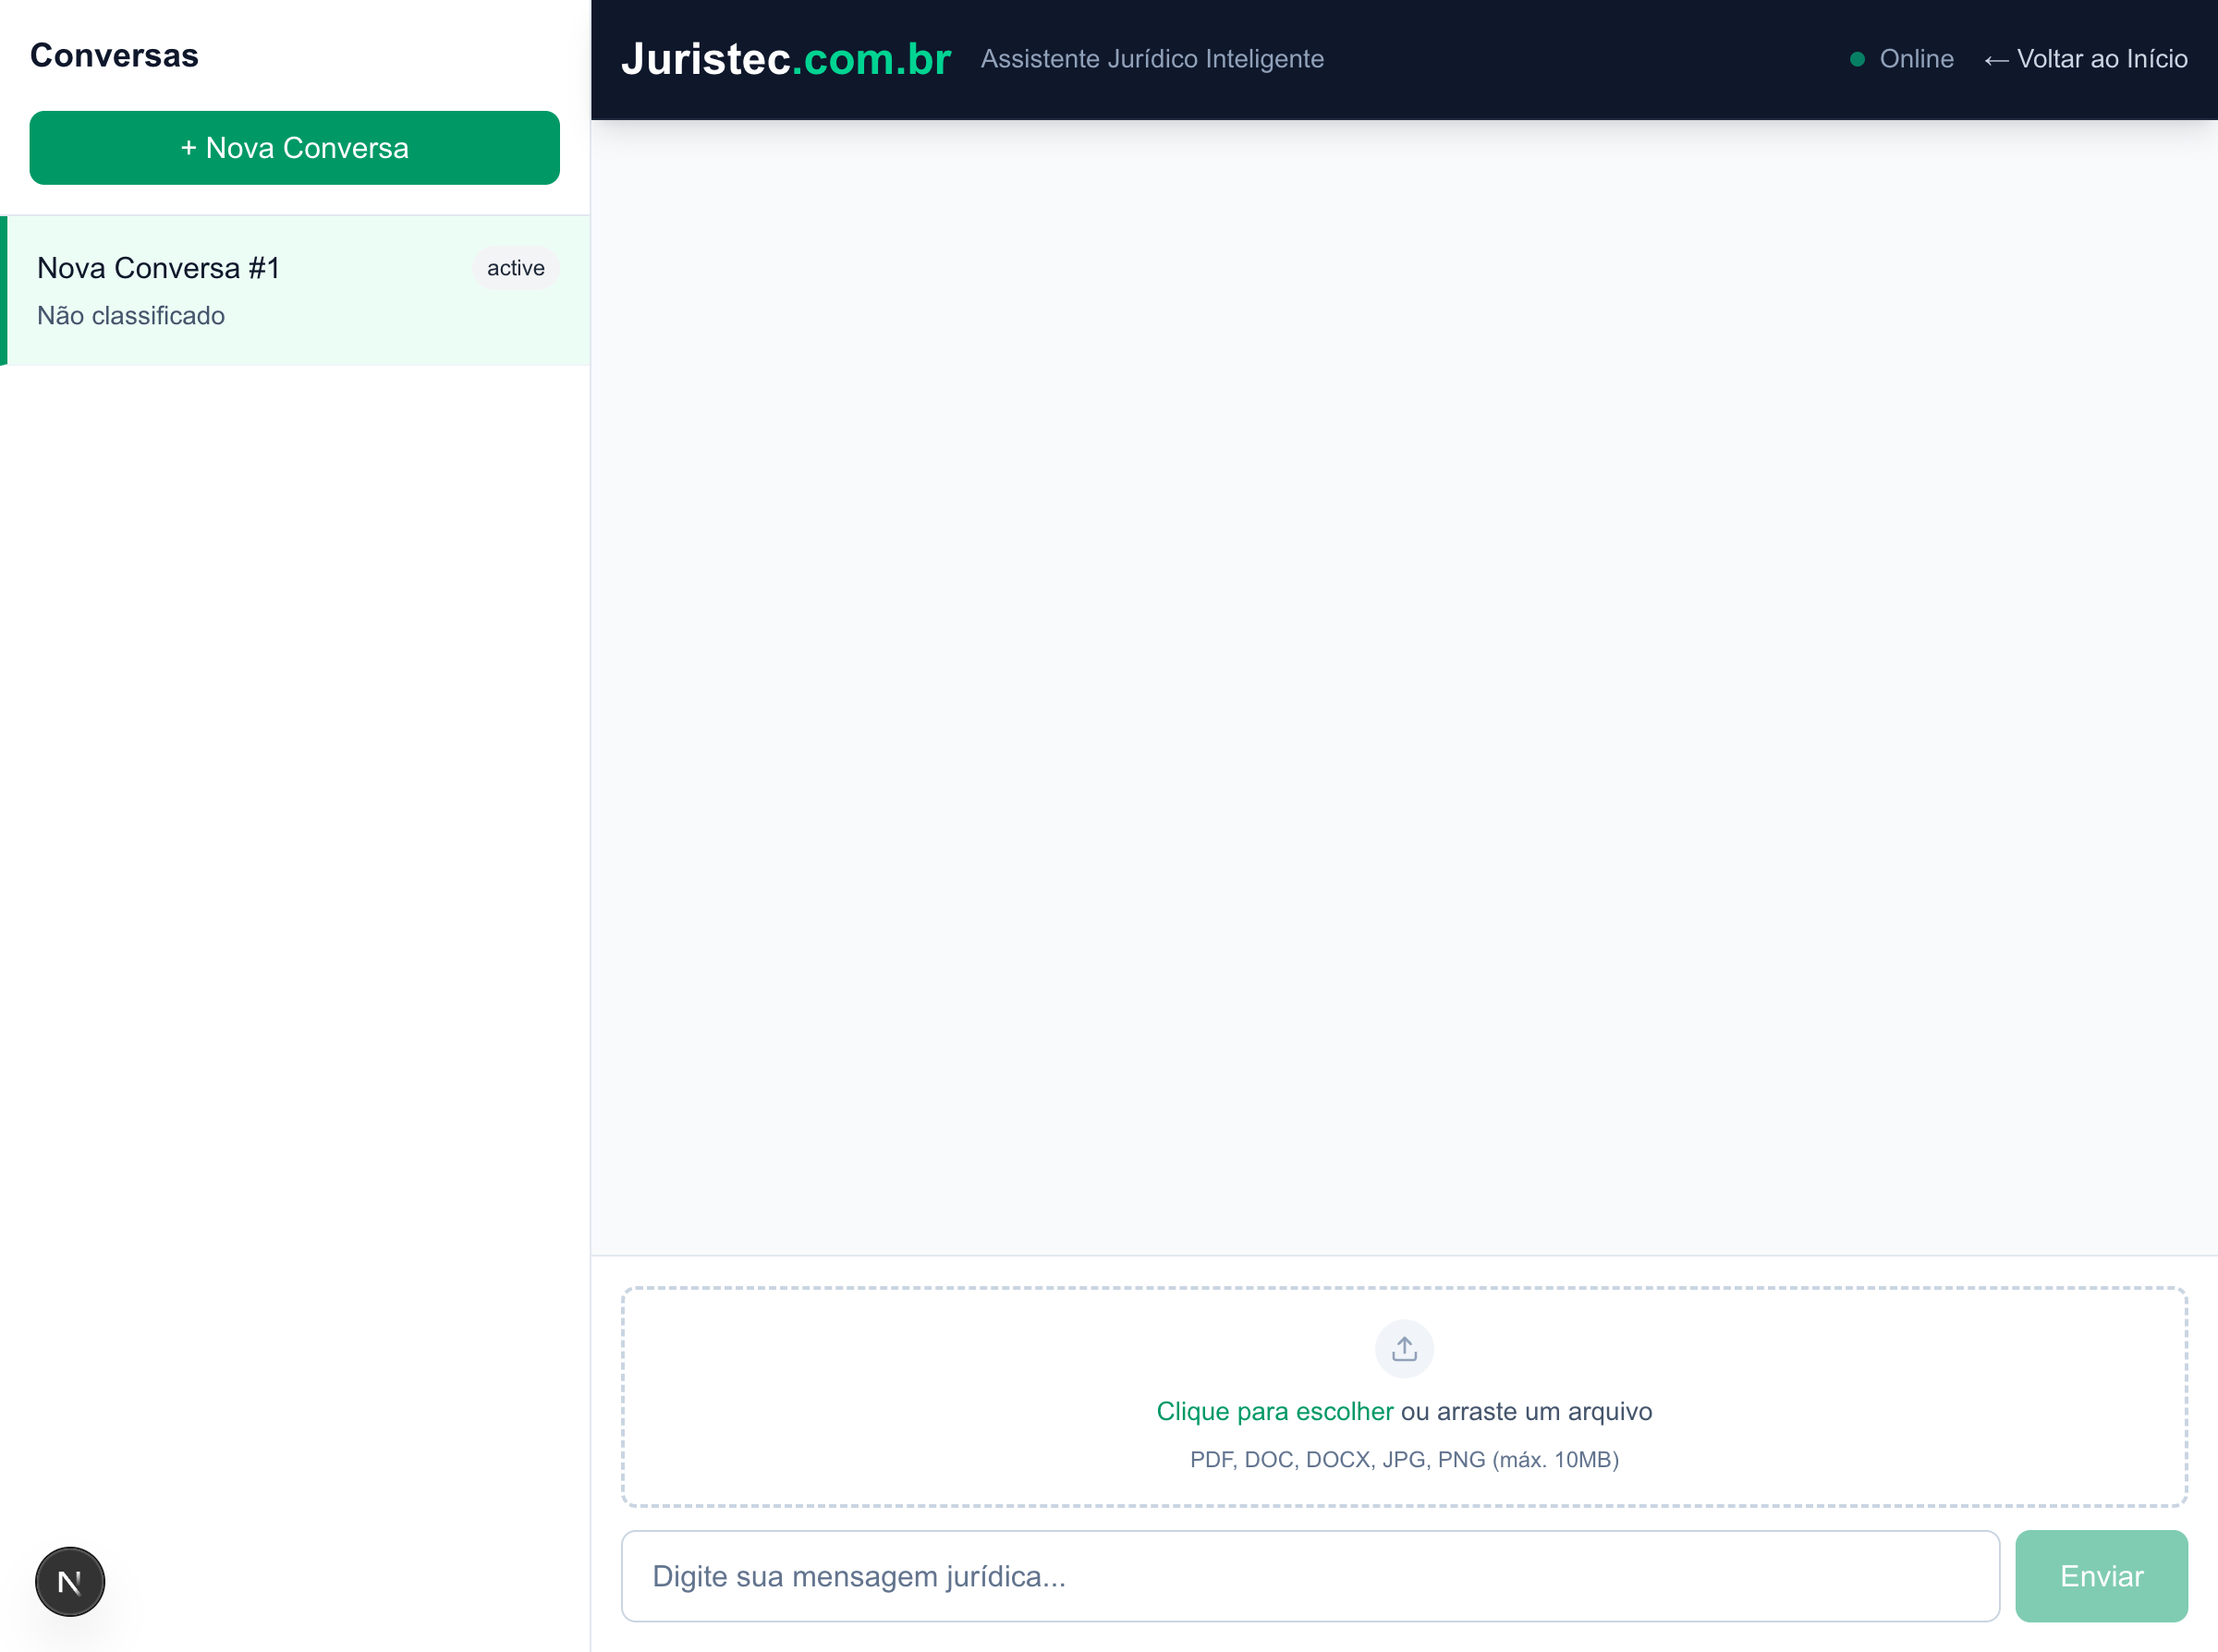 Conversas
+ Nova Conversa
Nova Conversa #1
active
Não classificado
Juristec.com.br
Assistente Jurídico Inteligente
Online
← Voltar ao Início
Clique para escolher ou arraste um arquivo
PDF, DOC, DOCX, JPG, PNG (máx. 10MB)
Digite sua mensagem jurídica...
Enviar
N